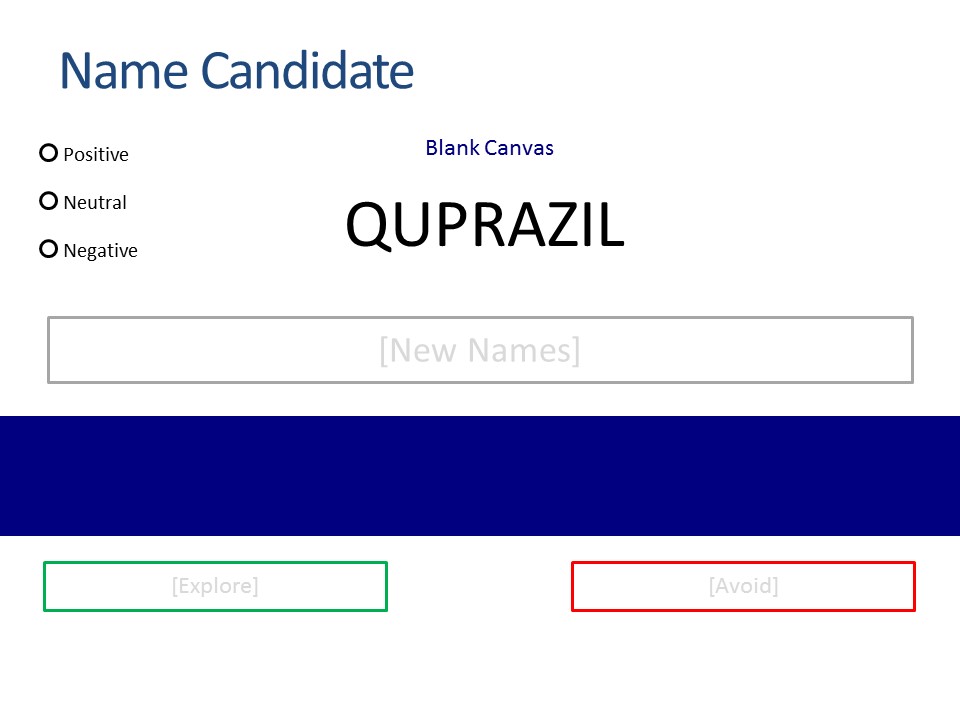 Name Candidate
Positive
Blank Canvas
Neutral
QUPRAZIL
Negative
[New Names]
[Explore]
[Avoid]